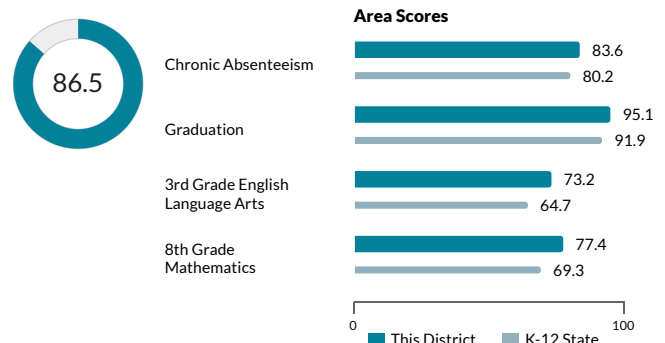 Area Scores
86.5
Chronic Absenteeism
83.6
80.2
Graduation
95.1
91.9
3rd Grade English
Language Arts
73.2
64.7
8th Grade
Mathematics
77.4
69.3
0
100
This District
K-12 State